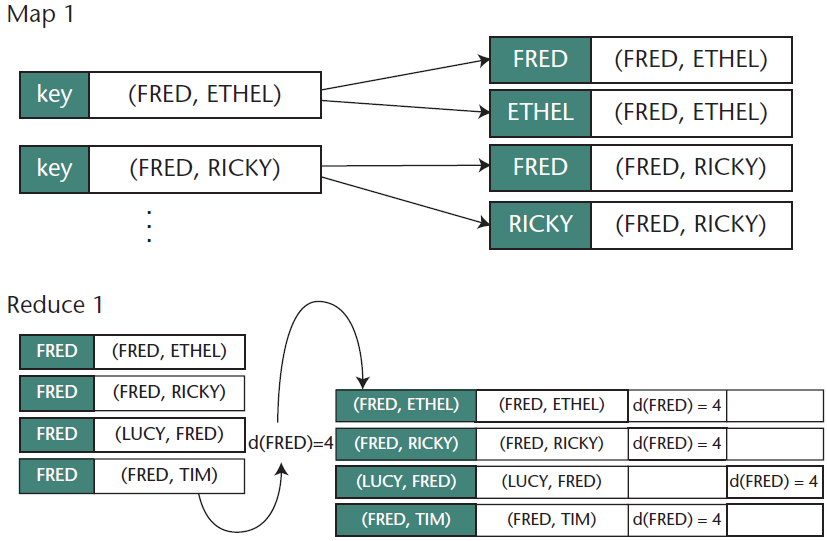 Map 1
key (FRED, ETHEL)
key (FRED, RICKY)
FRED (FRED, ETHEL)
ETHEL (FRED, ETHEL)
FRED (FRED, RICKY)
RICKY (FRED, RICKY)
Reduce 1
FRED (FRED, ETHEL)
FRED (FRED, RICKY)
FRED (LUCY, FRED)
FRED (FRED, TIM)
d(FRED)=4
(FRED, ETHEL) (FRED, ETHEL) d(FRED) = 4
(FRED, RICKY) (FRED, RICKY) d(FRED) = 4
(LUCY, FRED) (LUCY, FRED) d(FRED) = 4
(FRED, TIM) (FRED, TIM) d(FRED) = 4